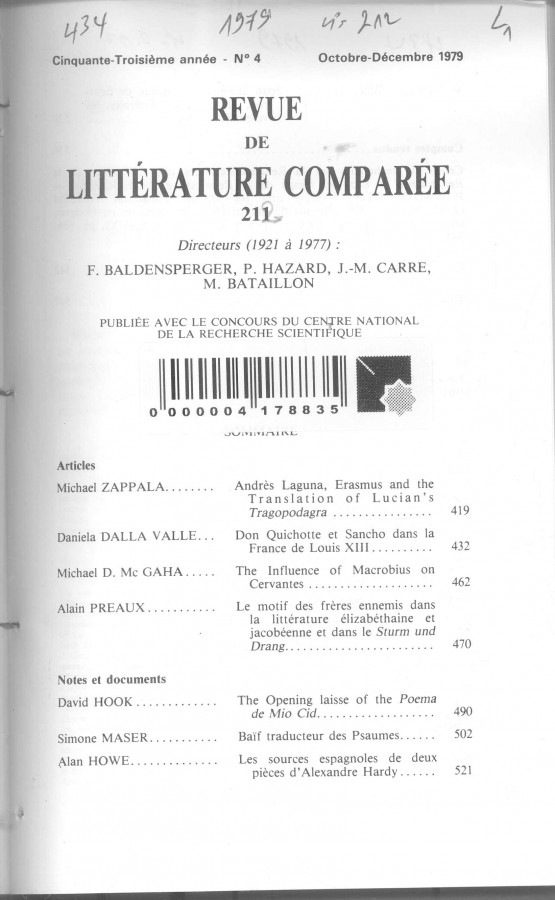 434 1979 n° 212 L1
Cinquante-Troisième année - N° 4 Octobre-Décembre 1979
REVUE
DE
LITTÉRATURE COMPARÉE
2112
Directeurs (1921 à 1977) :
F. BALDENSPERGER, P. HAZARD, J.-M. CARRE,
M. BATAILLON
PUBLIÉE AVEC LE CONCOURS DU CENTRE NATIONAL
DE LA RECHERCHE SCIENTIFIQUE
0 000004 178835
SOMMAIRE
Articles
Michael ZAPPALA........ Andrès Laguna, Erasmus and the
Translation of Lucian's
Tragopodagra ................ 419
Daniela DALLA VALLE... Don Quichotte et Sancho dans la
France de Louis XIII.......... 432
Michael D. Mc GAHA..... The Influence of Macrobius on
Cervantes .................... 462
Alain PREAUX........... Le motif des frères ennemis dans
la littérature élizabéthaine et
jacobéenne et dans le Sturm und
Drang........................ 470
Notes et documents
David HOOK ............. The Opening laisse of the Poema
de Mio Cid................... 490
Simone MASER........... Baïf traducteur des Psaumes...... 502
Alan HOWE.............. Les sources espagnoles de deux
pièces d'Alexandre Hardy ...... 521